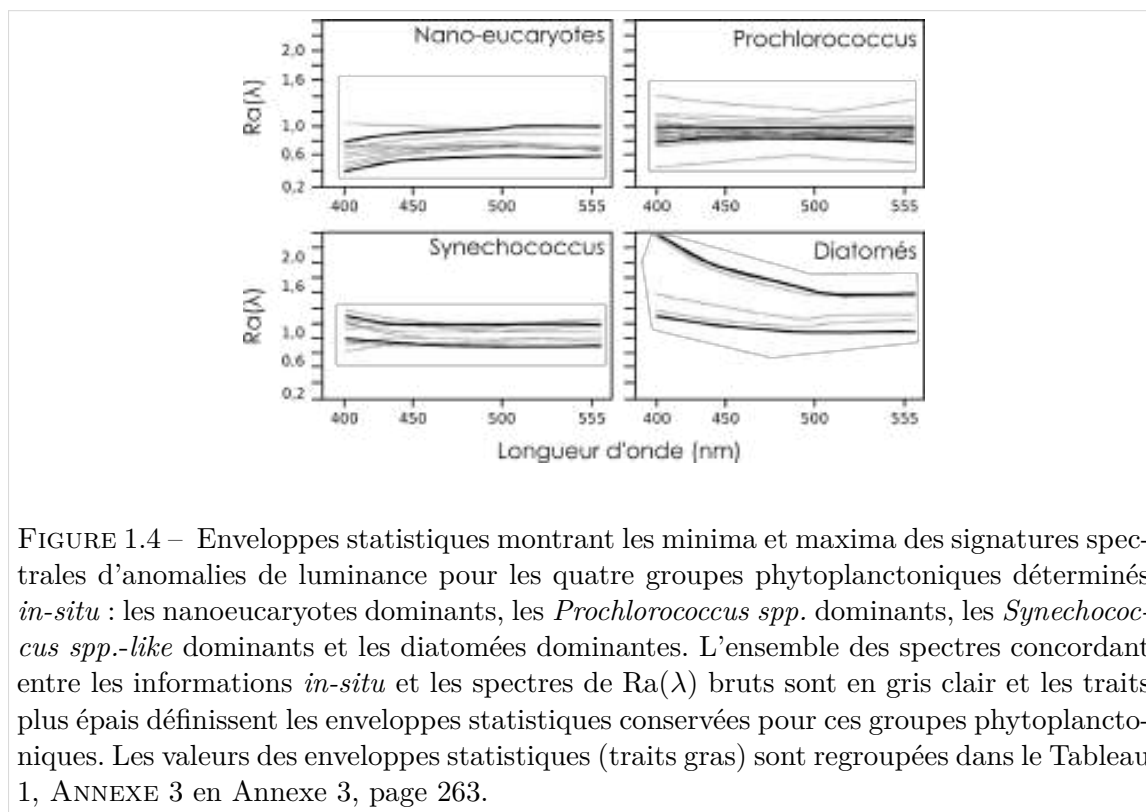 Nano-eucaryotes
Prochlorococcus
Ra(λ)
2.0
1.6
1.0
0.6
0.2
400
450
500
555
400
450
500
555
Synechococcus
Diatomés
Ra(λ)
2.0
1.6
1.0
0.6
0.2
400
450
500
555
400
450
500
555
Longueur d'onde (nm)
FIGURE 1.4 – Enveloppes statistiques montrant les minima et maxima des signatures spec-
trales d'anomalies de luminance pour les quatre groupes phytoplanctoniques déterminés
in-situ : les nanoeucaryotes dominants, les Prochlorococcus spp. dominants, les Synechococ-
cus spp.-like dominants et les diatomées dominantes. L'ensemble des spectres concordant
entre les informations in-situ et les spectres de Ra(λ) bruts sont en gris clair et les traits
plus épais définissent les enveloppes statistiques conservées pour ces groupes phytoplancto-
niques. Les valeurs des enveloppes statistiques (traits gras) sont regroupées dans le Tableau
1, ANNEXE 3 en Annexe 3, page 263.